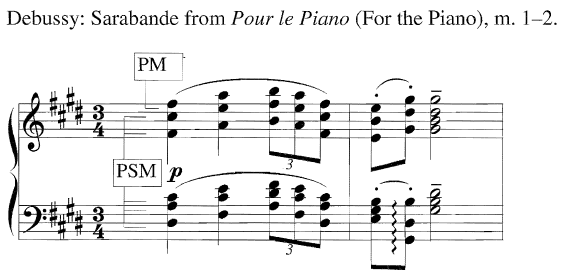 Debussy: Sarabande from Pour le Piano (For the Piano), m. 1–2.
PM
3
4
3
PSM
p
3
4
3